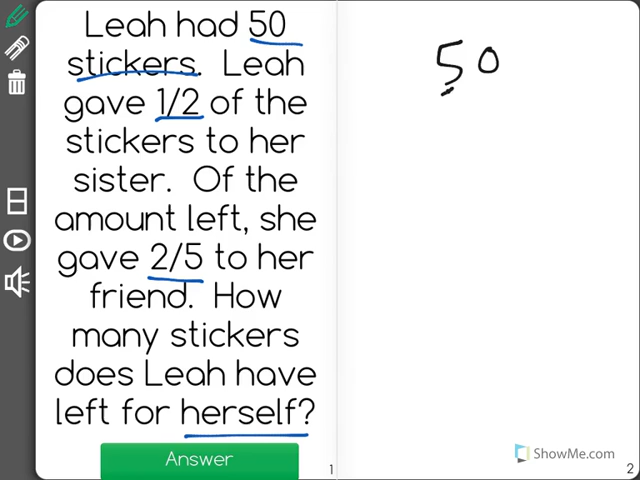 Leah had 50
stickers. Leah
gave 1/2 of the
stickers to her
sister. Of the
amount left, she
gave 2/5 to her
friend. How
many stickers
does Leah have
left for herself?
Answer
1
50
ShowMe.com
2